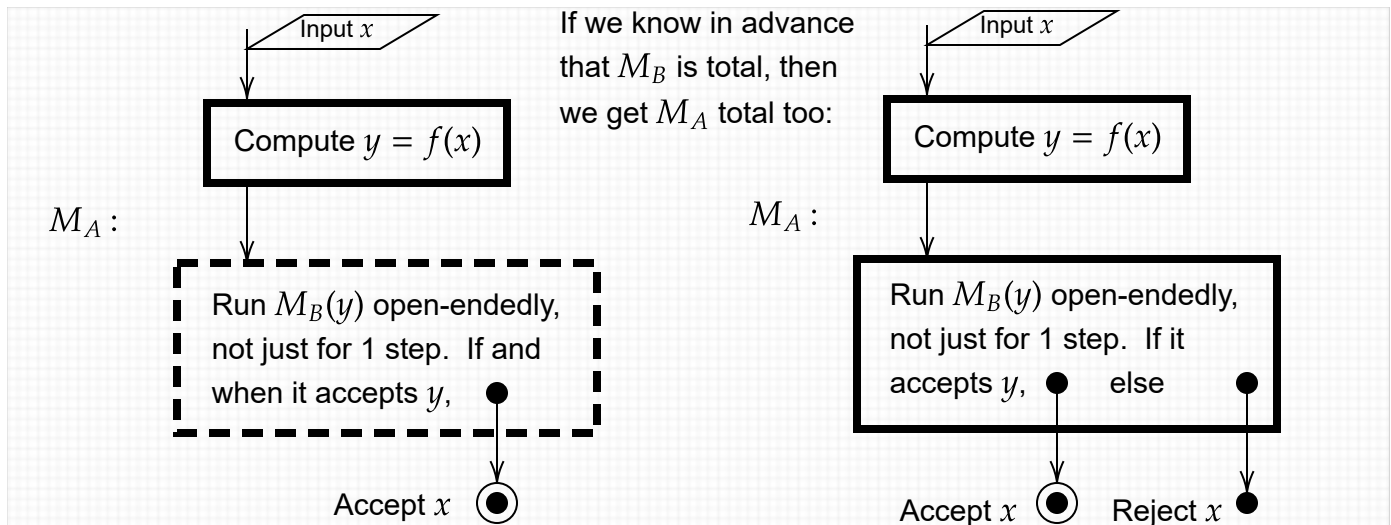 Input x
Compute y = f(x)
M_A :
Run M_B(y) open-endedly,
not just for 1 step. If and
when it accepts y,
Accept x
If we know in advance
that M_B is total, then
we get M_A total too:
Input x
Compute y = f(x)
M_A :
Run M_B(y) open-endedly,
not just for 1 step. If it
accepts y, else
Accept x Reject x